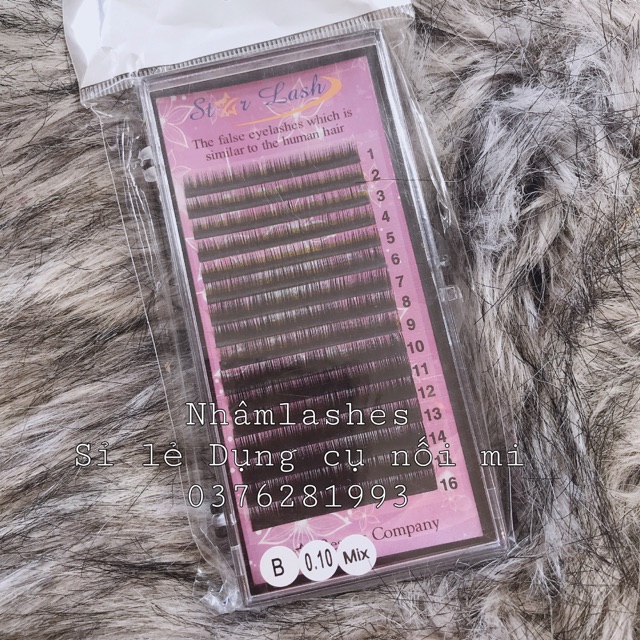 Star Lash
The false eyelashes which is
similar to the human hair
1
2
3
4
5
6
7
8
9
10
11
12
13
14
16
Nhâmlashes
Sỉ lẻ Dụng cụ nối mi
0376281993
Company
B 0.10 Mix